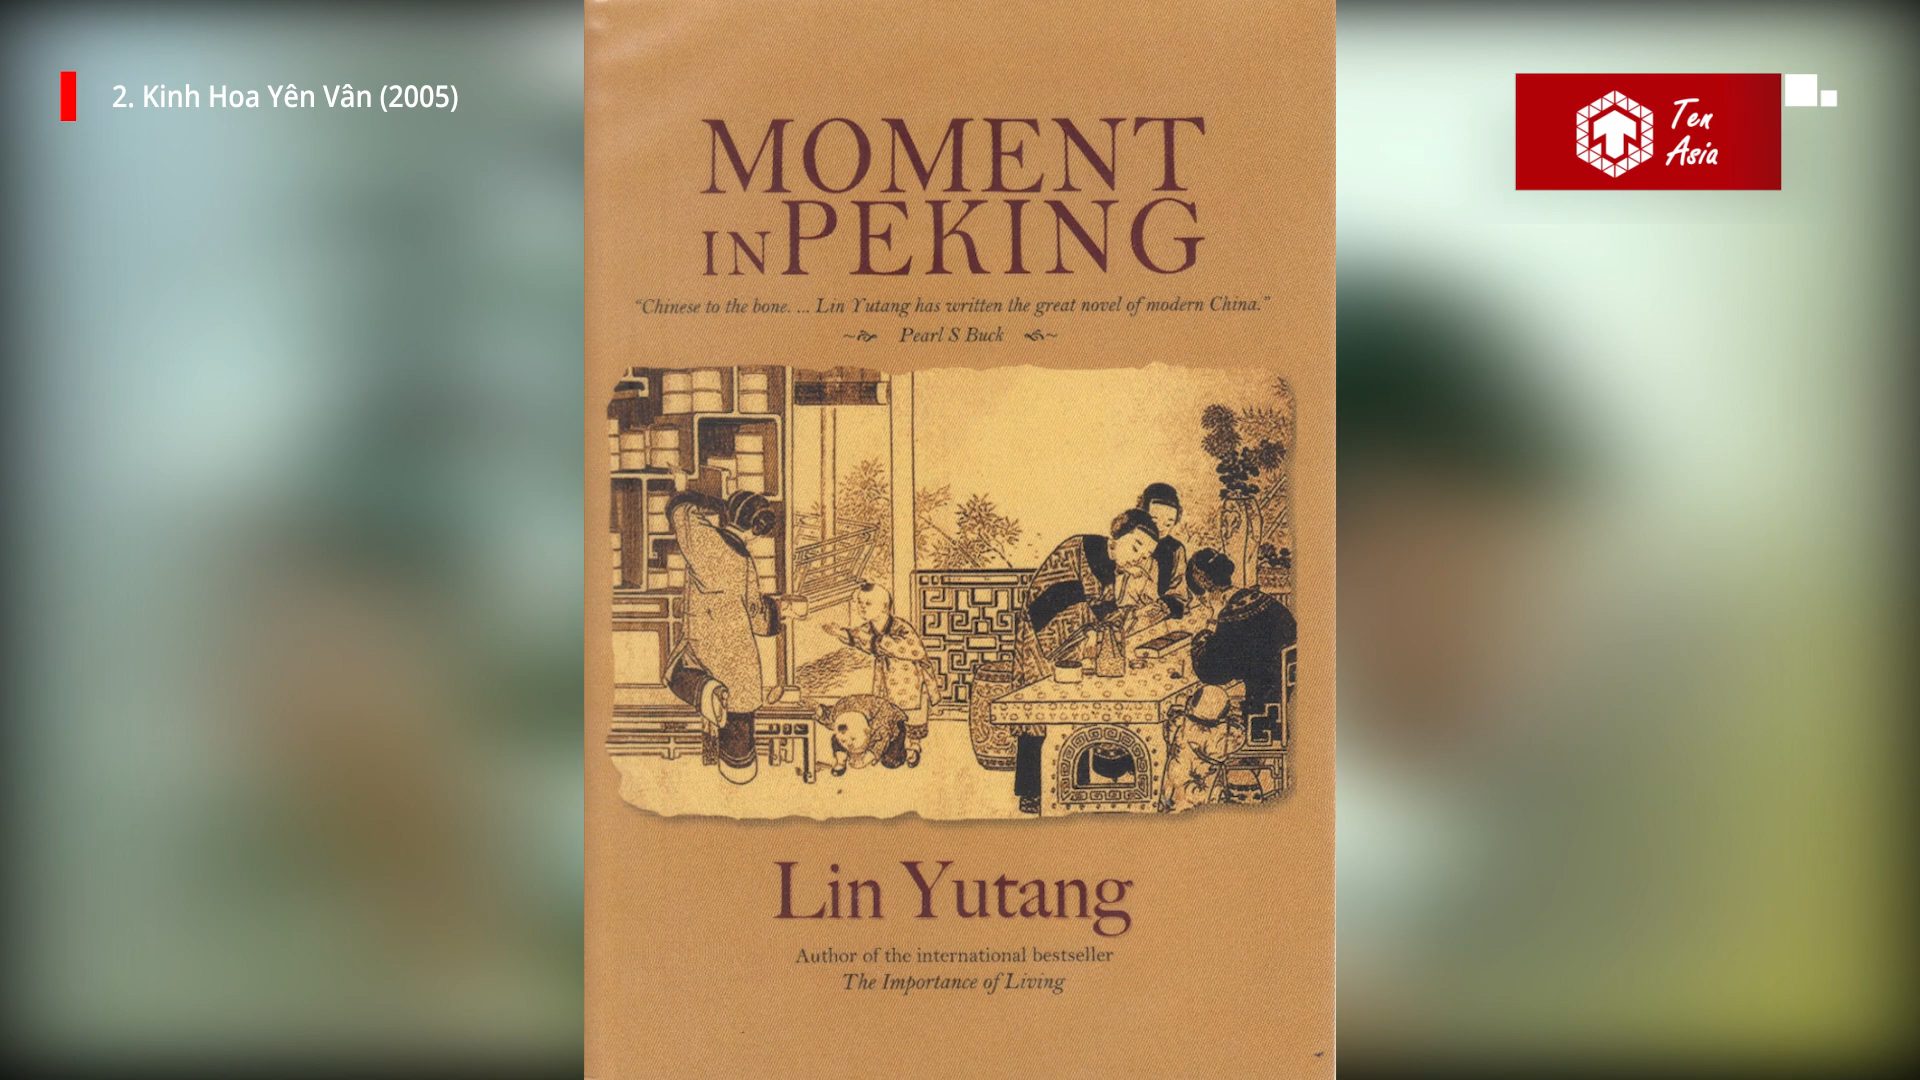 2. Kinh Hoa Yên Vân (2005)
Ten
Asia
MOMENT
IN PEKING
“Chinese to the bone. ... Lin Yutang has written the great novel of modern China.”
Pearl S Buck
Lin Yutang
Author of the international bestseller
The Importance of Living